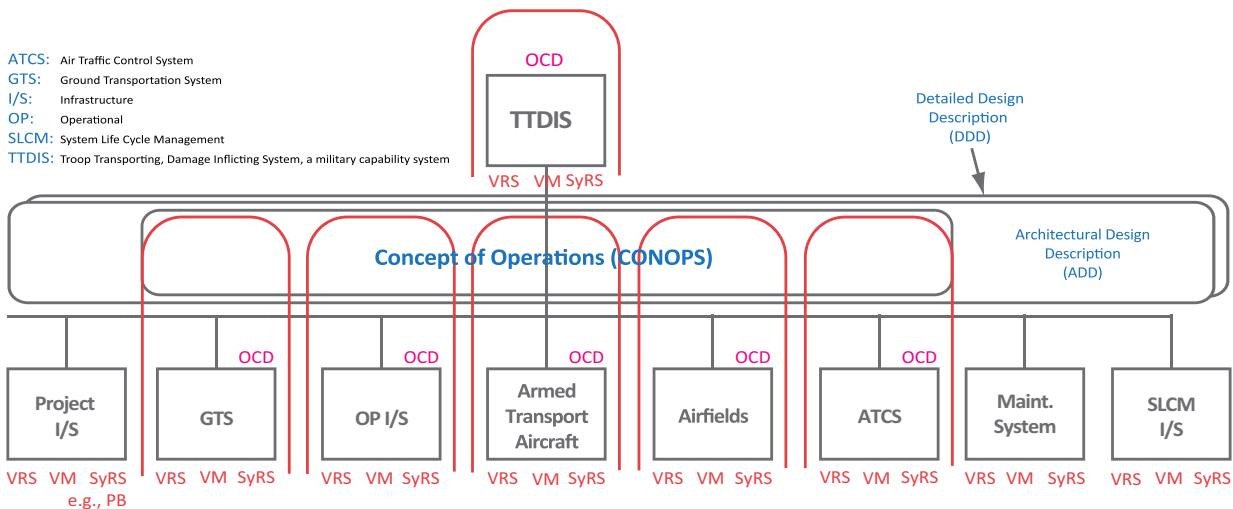 ATCS: Air Traffic Control System
GTS: Ground Transportation System
I/S: Infrastructure
OP: Operational
SLCM: System Life Cycle Management
TTDIS: Troop Transporting, Damage Inflicting System, a military capability system
OCD
TTDIS
VRS VM SyRS
Detailed Design
Description
(DDD)
Concept of Operations (CONOPS)
Architectural Design
Description
(ADD)
Project
I/S
VRS VM SyRS
e.g., PB
OCD
GTS
VRS VM SyRS
OCD
OP I/S
VRS VM SyRS
OCD
Armed
Transport
Aircraft
VRS VM SyRS
OCD
Airfields
VRS VM SyRS
OCD
ATCS
VRS VM SyRS
Maint.
System
VRS VM SyRS
SLCM
I/S
VRS VM SyRS